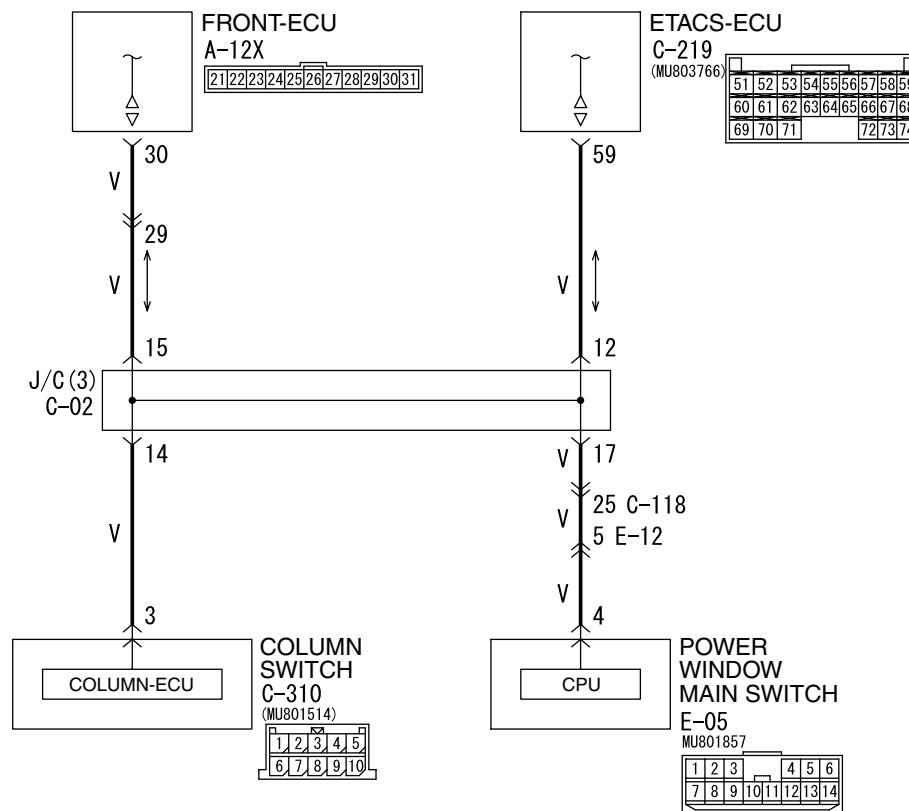 FRONT-ECU
A-12X
21 22 23 24 25 26 27 28 29 30 31
ETACS-ECU
C-219
(MU803766)
51 52 53 54 55 56 57 58 59
60 61 62 63 64 65 66 67 68
69 70 71 72 73 74
30
59
V
29
V
V
15
12
J/C(3)
C-02
14
V 17
25 C-118
V
V
5 E-12
V
3
4
COLUMN-ECU
COLUMN
SWITCH
C-310
(MU801514)
1 2 3 4 5
6 7 8 9 10
CPU
POWER
WINDOW
MAIN SWITCH
E-05
MU801857
1 2 3 4 5 6
7 8 9 10 11 12 13 14